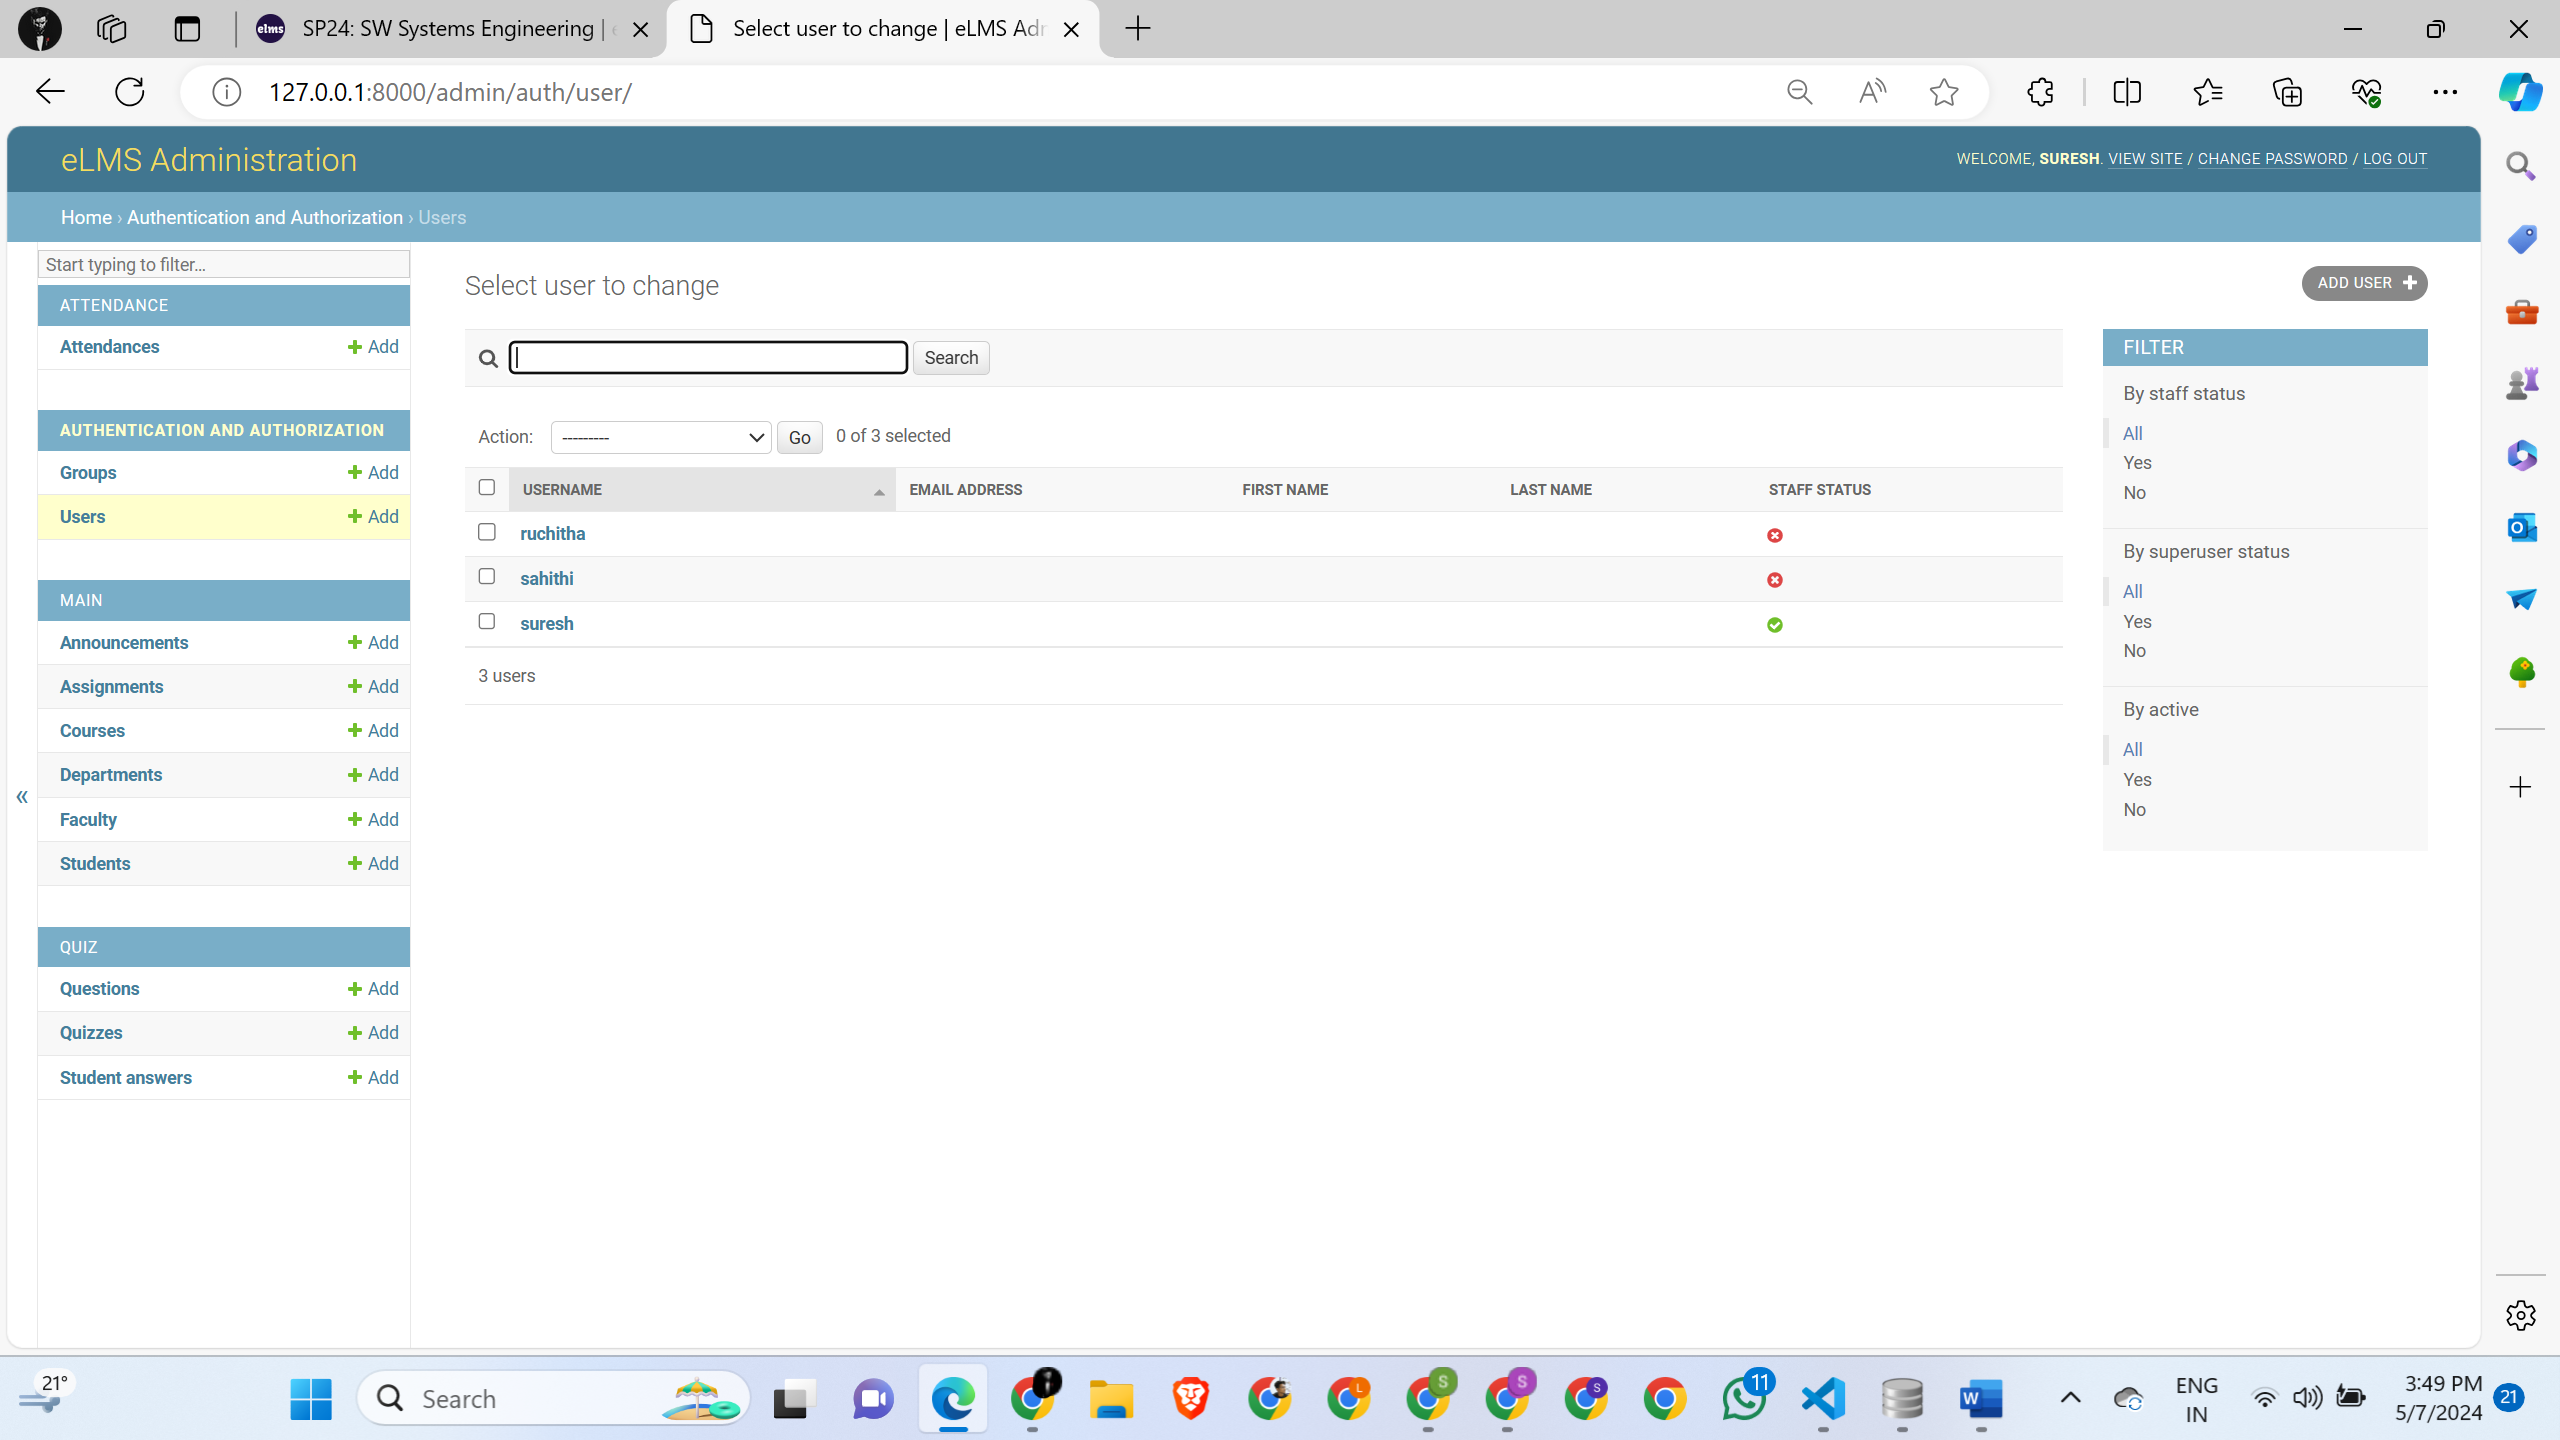 SP24: SW Systems Engineering | e
Select user to change | eLMS Adr
127.0.0.1:8000/admin/auth/user/
eLMS Administration
WELCOME, SURESH. VIEW SITE / CHANGE PASSWORD / LOG OUT
Home › Authentication and Authorization › Users
Start typing to filter...
ATTENDANCE
Attendances Add
AUTHENTICATION AND AUTHORIZATION
Groups Add
Users Add
MAIN
Announcements Add
Assignments Add
Courses Add
Departments Add
Faculty Add
Students Add
QUIZ
Questions Add
Quizzes Add
Student answers Add
Select user to change
ADD USER
Search
Action: --------- Go 0 of 3 selected
USERNAME EMAIL ADDRESS FIRST NAME LAST NAME STAFF STATUS
ruchitha
sahithi
suresh
3 users
FILTER
By staff status
All
Yes
No
By superuser status
All
Yes
No
By active
All
Yes
No
21°
Search
11
ENG
IN
3:49 PM
5/7/2024
21